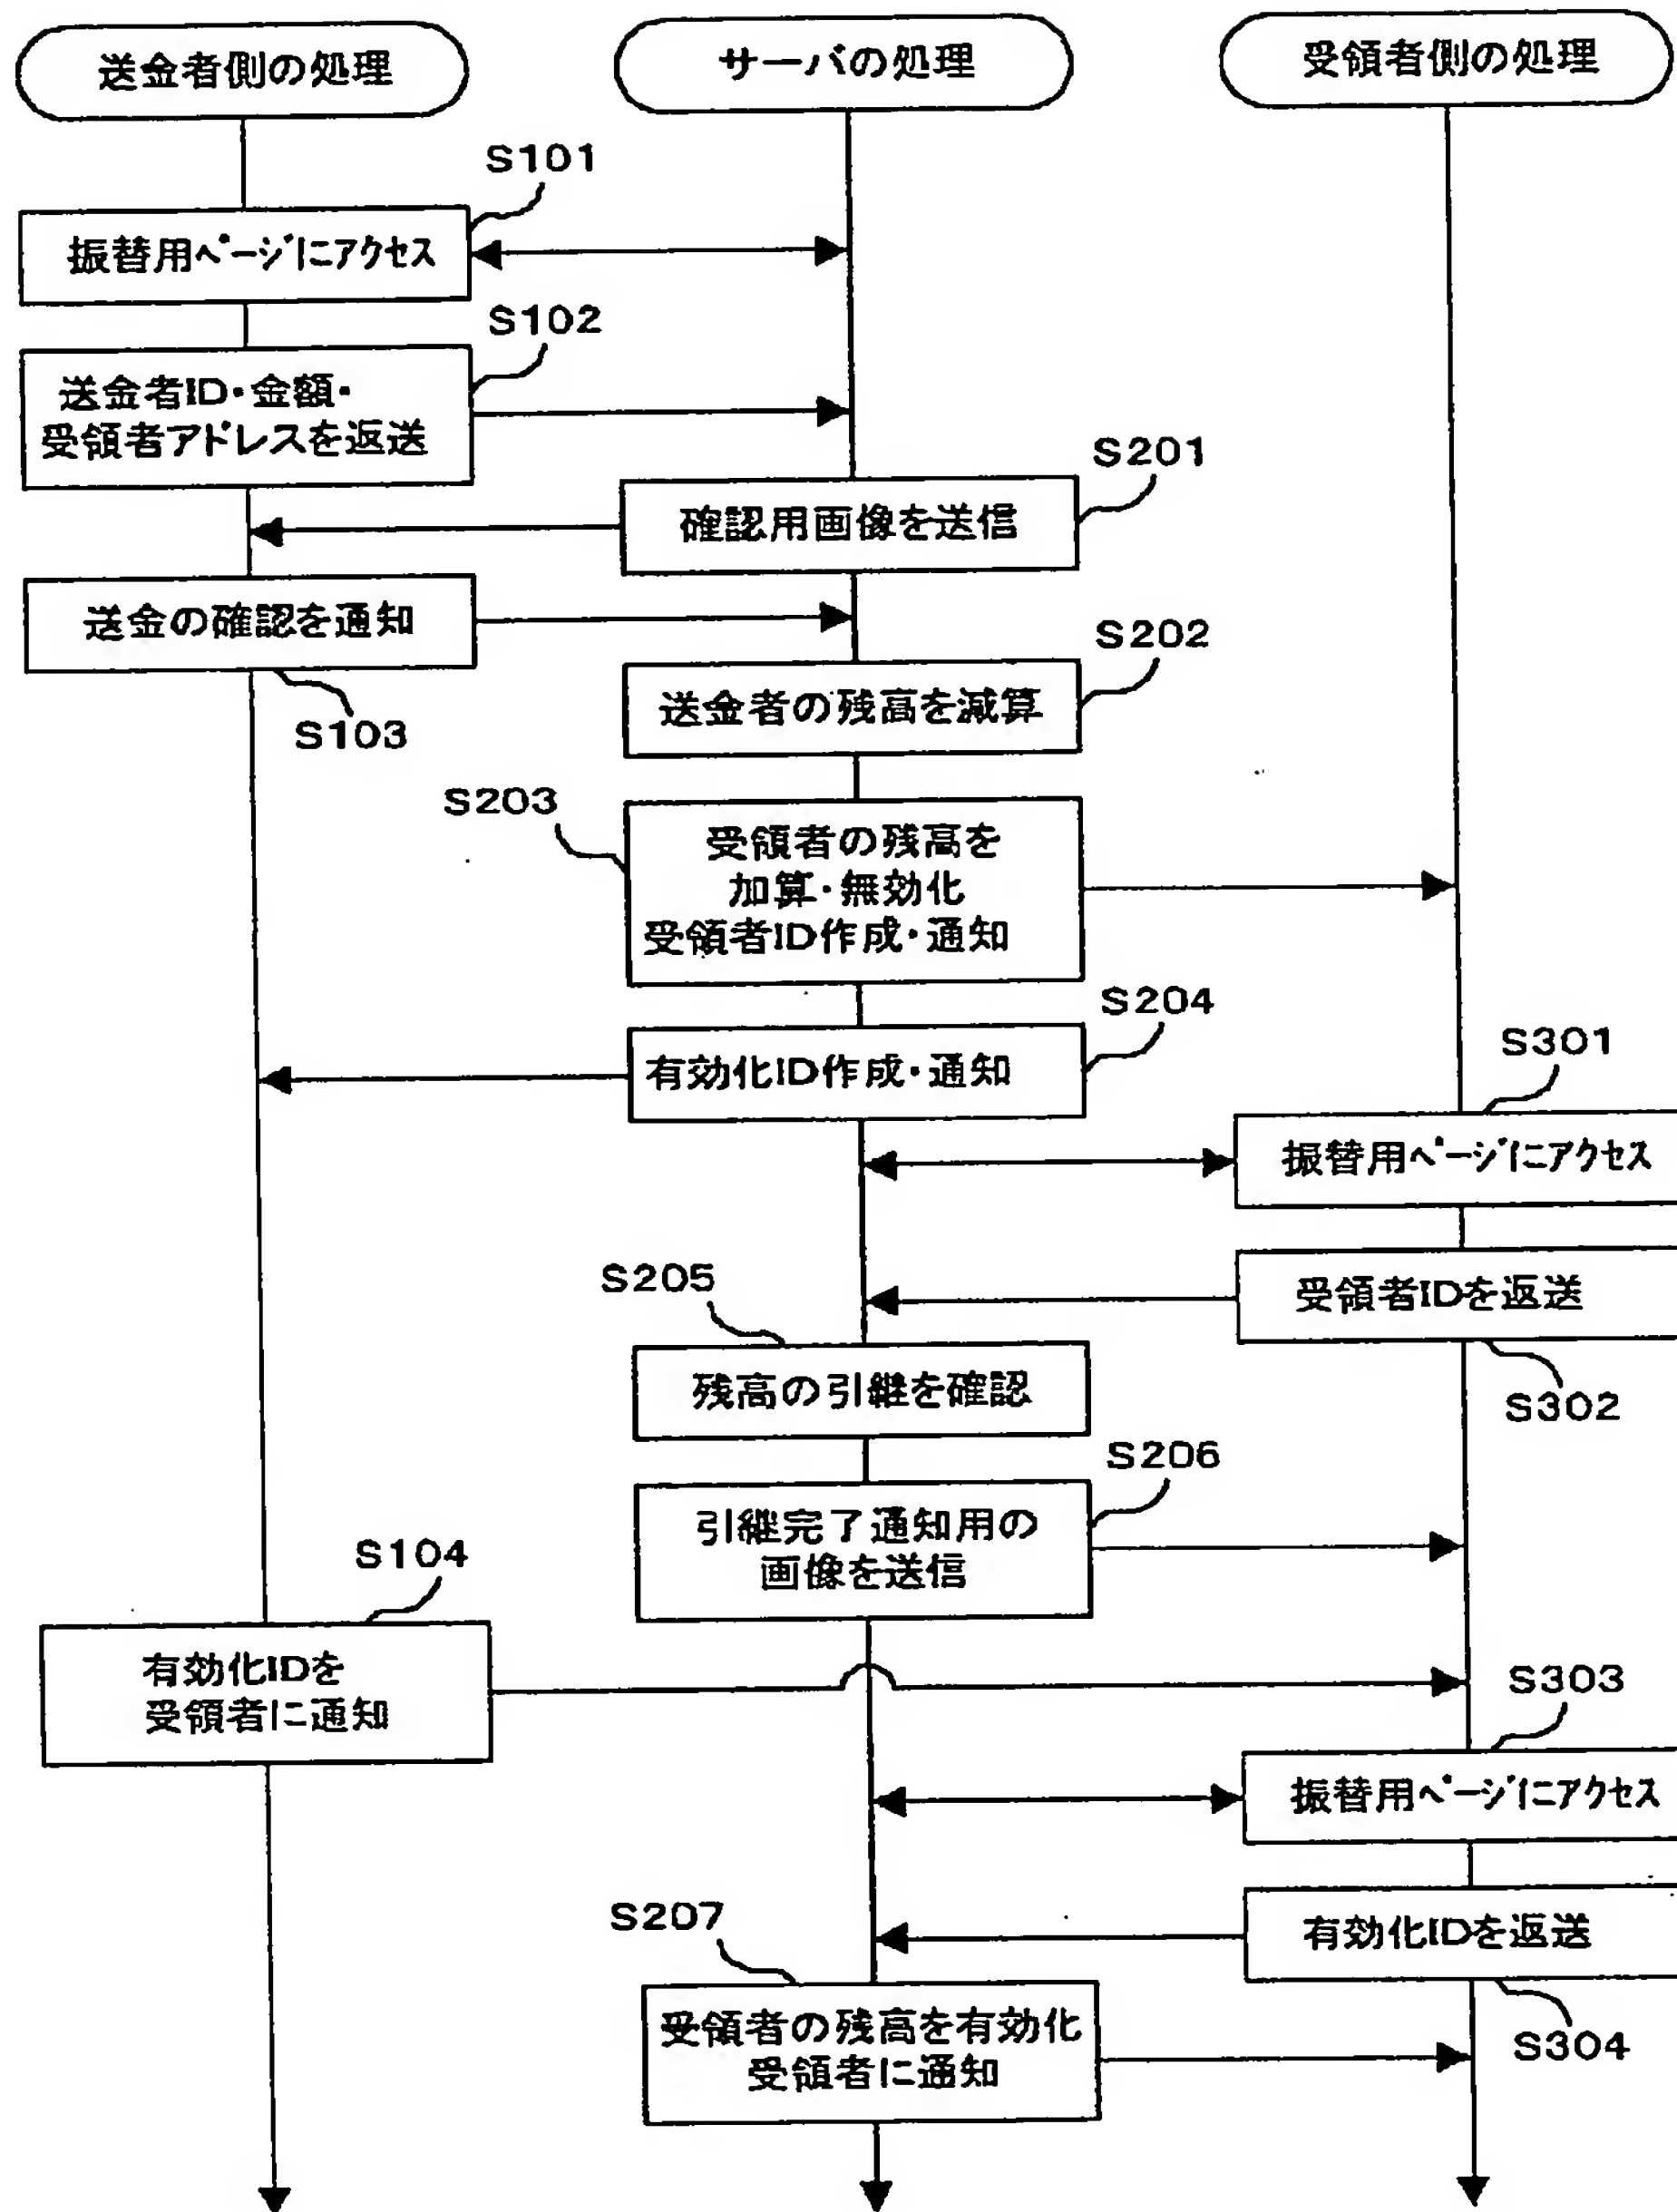 送金者側の処理
サーバの処理
受領者側の処理
S101
振替用ページにアクセス
S102
送金者ID・金額・
受領者アドレスを返送
S201
確認用画像を送信
送金の確認を通知
S103
S202
送金者の残高を減算
S203
受領者の残高を
加算・無効化
受領者ID作成・通知
S204
有効化ID作成・通知
S301
振替用ページにアクセス
受領者IDを返送
S302
S205
残高の引継を確認
S206
引継完了通知用の
画像を送信
S104
有効化IDを
受領者に通知
S303
振替用ページにアクセス
有効化IDを返送
S304
S207
受領者の残高を有効化
受領者に通知